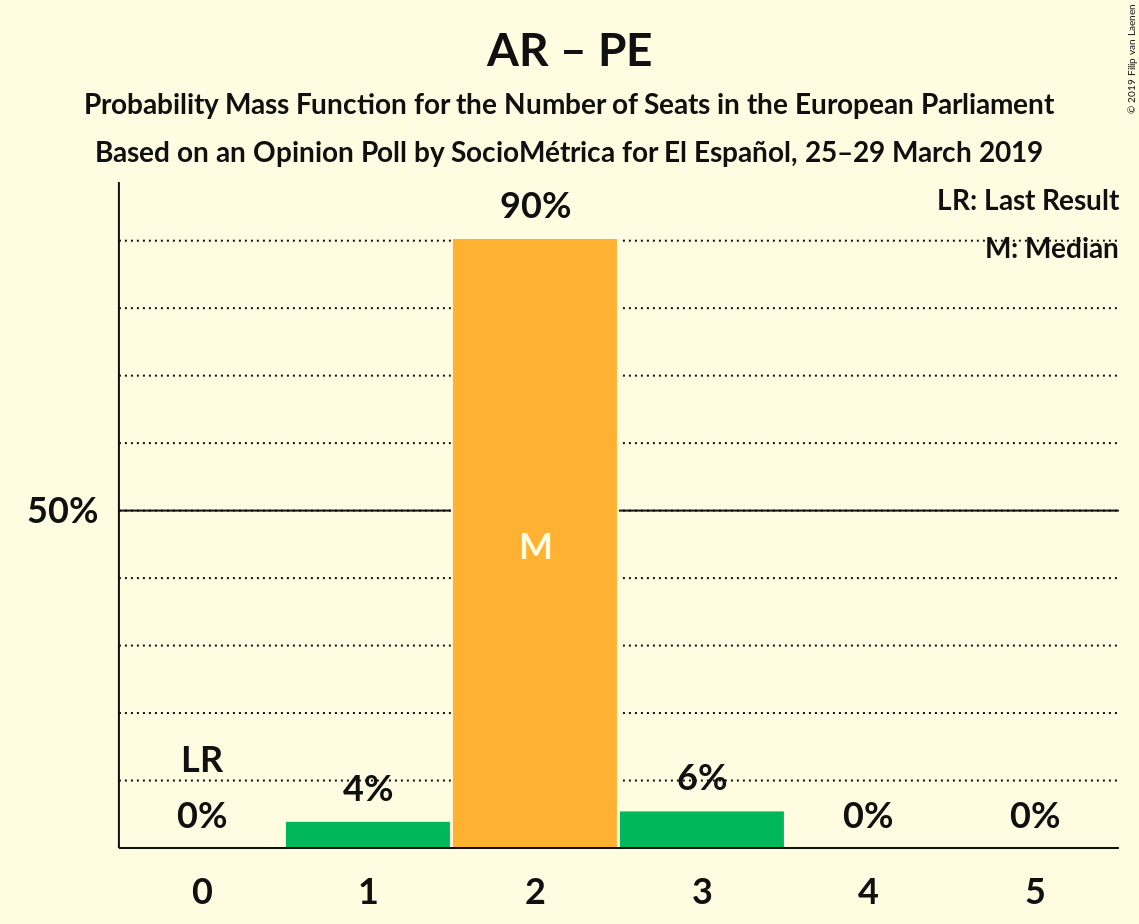 AR – PE
Probability Mass Function for the Number of Seats in the European Parliament
Based on an Opinion Poll by SocioMétrica for El Español, 25–29 March 2019
© 2019 Filip van Laenen
LR: Last Result
M: Median
90%
50%
M
LR
0%
4%
6%
0%
0%
0 1 2 3 4 5